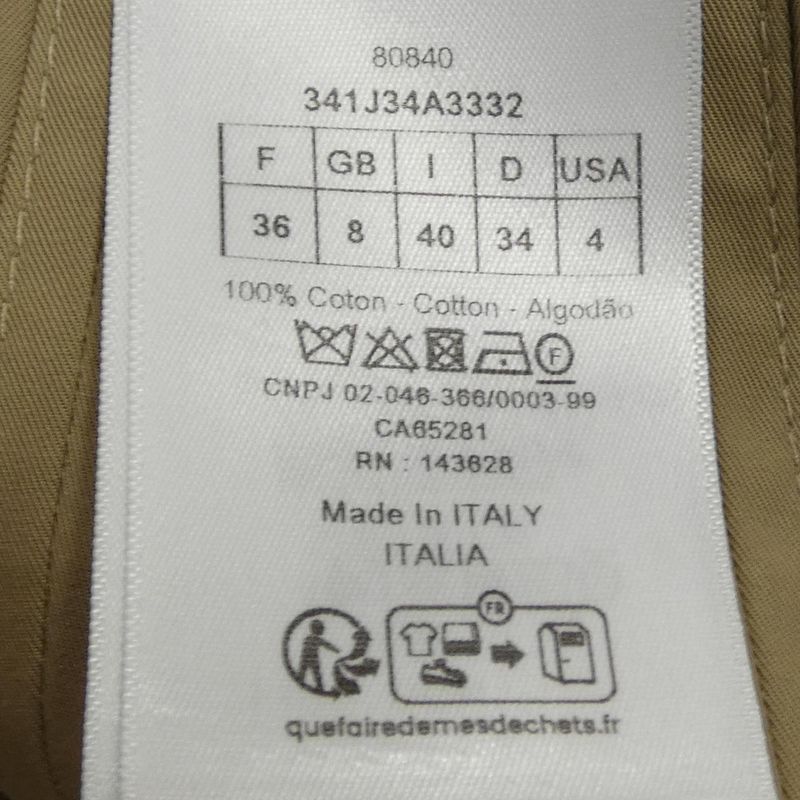 80840
341J34A3332
F GB I D USA
36 8 40 34 4
100% Coton - Cotton - Algodão
F
CNPJ 02-046-366/0003-99
CA65281
RN : 143628
Made In ITALY
ITALIA
FR
quefairedemesdechets.fr